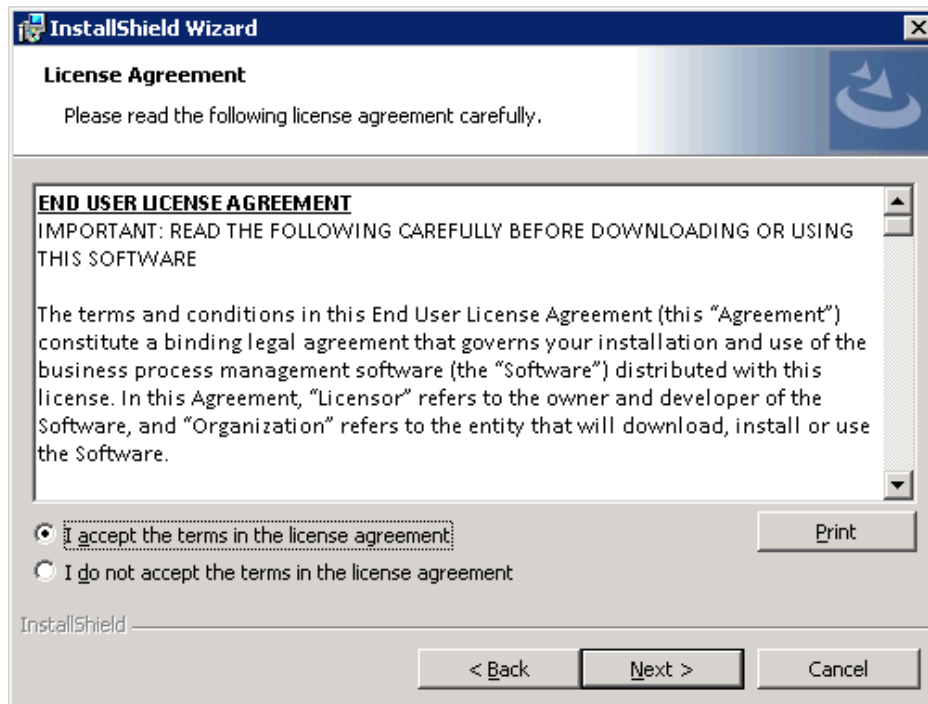 InstallShield Wizard
License Agreement
Please read the following license agreement carefully.
END USER LICENSE AGREEMENT
IMPORTANT: READ THE FOLLOWING CAREFULLY BEFORE DOWNLOADING OR USING
THIS SOFTWARE
The terms and conditions in this End User License Agreement (this “Agreement”)
constitute a binding legal agreement that governs your installation and use of the
business process management software (the “Software”) distributed with this
license. In this Agreement, “Licensor” refers to the owner and developer of the
Software, and “Organization” refers to the entity that will download, install or use
the Software.
I accept the terms in the license agreement
Print
I do not accept the terms in the license agreement
InstallShield
< Back
Next >
Cancel